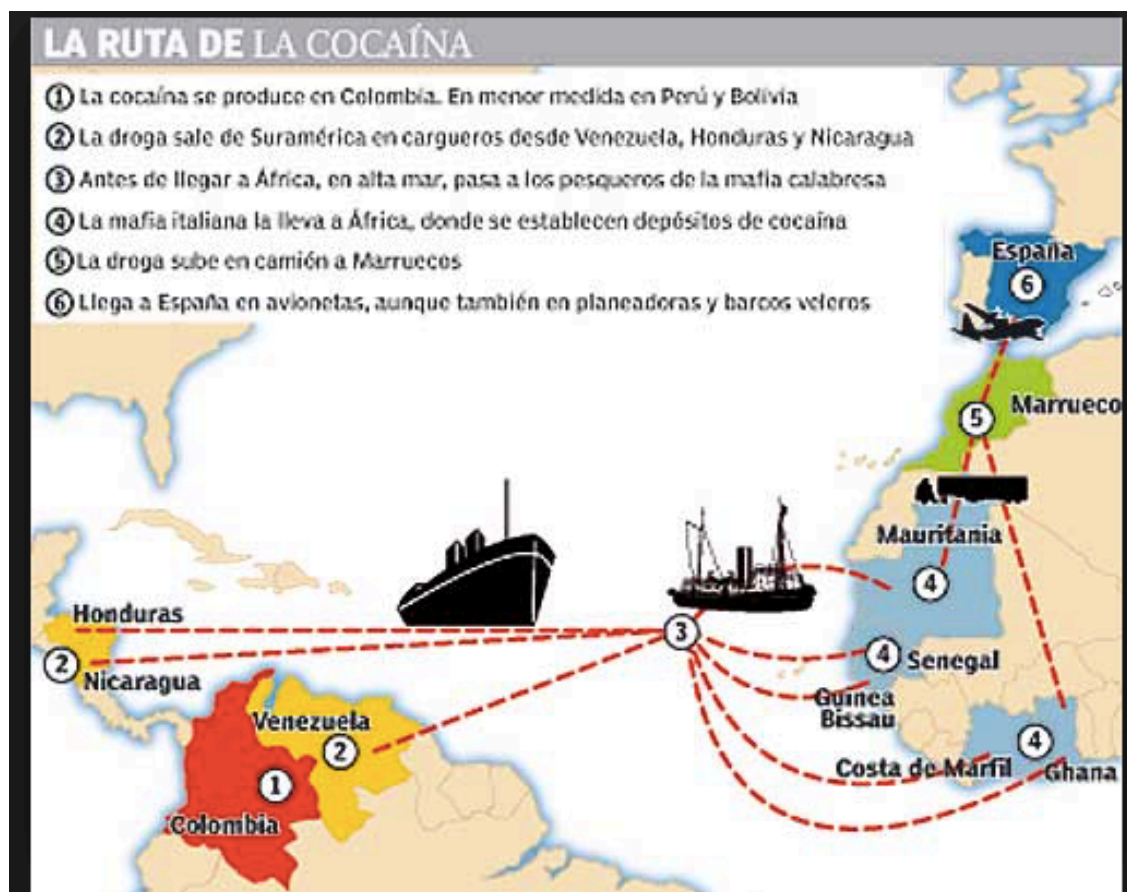 LA RUTA DE LA COCAÍNA
① La cocaína se produce en Colombia. En menor medida en Perú y Bolivia
② La droga sale de Suramérica en cargueros desde Venezuela, Honduras y Nicaragua
③ Antes de llegar a África, en alta mar, pasa a los pesqueros de la mafia calabresa
④ La mafia italiana la lleva a África, donde se establecen depósitos de cocaína
⑤ La droga sube en camión a Marruecos
⑥ Llega a España en avionetas, aunque también en planeadoras y barcos veleros
España
6
Marrueco
5
Mauritania
4
Honduras
3
2
4
Senegal
Nicaragua
Guinea
Bissau
Venezuela
2
4
Costa de Marfil
Ghana
1
Colombia